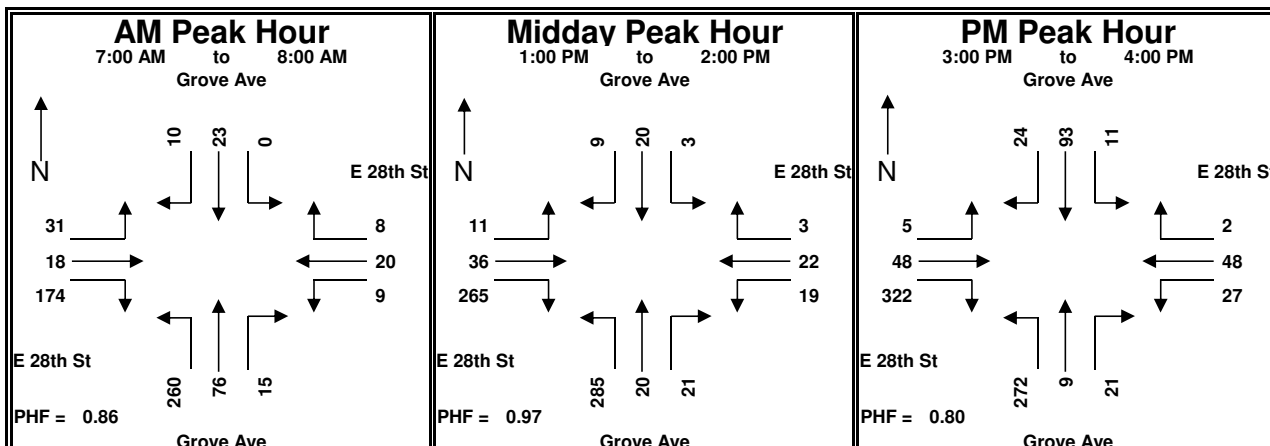 AM Peak Hour
7:00 AM to 8:00 AM
Grove Ave
N
10 23 0
E 28th St
31
18
174
8
20
9
E 28th St
260 76 15
PHF = 0.86
Grove Ave
Midday Peak Hour
1:00 PM to 2:00 PM
Grove Ave
N
9 20 3
E 28th St
11
36
265
3
22
19
E 28th St
285 20 21
PHF = 0.97
Grove Ave
PM Peak Hour
3:00 PM to 4:00 PM
Grove Ave
N
24 93 11
E 28th St
5
48
322
2
48
27
E 28th St
272 9 21
PHF = 0.80
Grove Ave